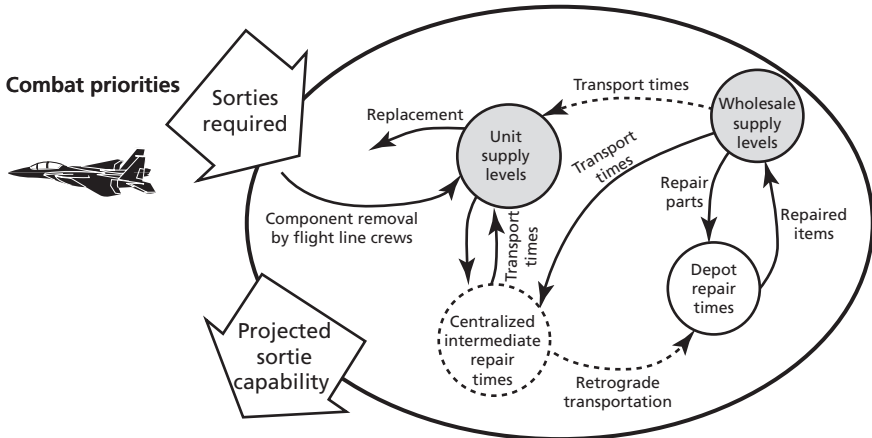 Combat priorities
Sorties
required
Replacement
Unit
supply
levels
Transport times
Wholesale
supply
levels
Transport
times
Repair
parts
Repaired
items
Component removal
by flight line crews
Transport
times
Depot
repair
times
Projected
sortie
capability
Centralized
intermediate
repair
times
Retrograde
transportation